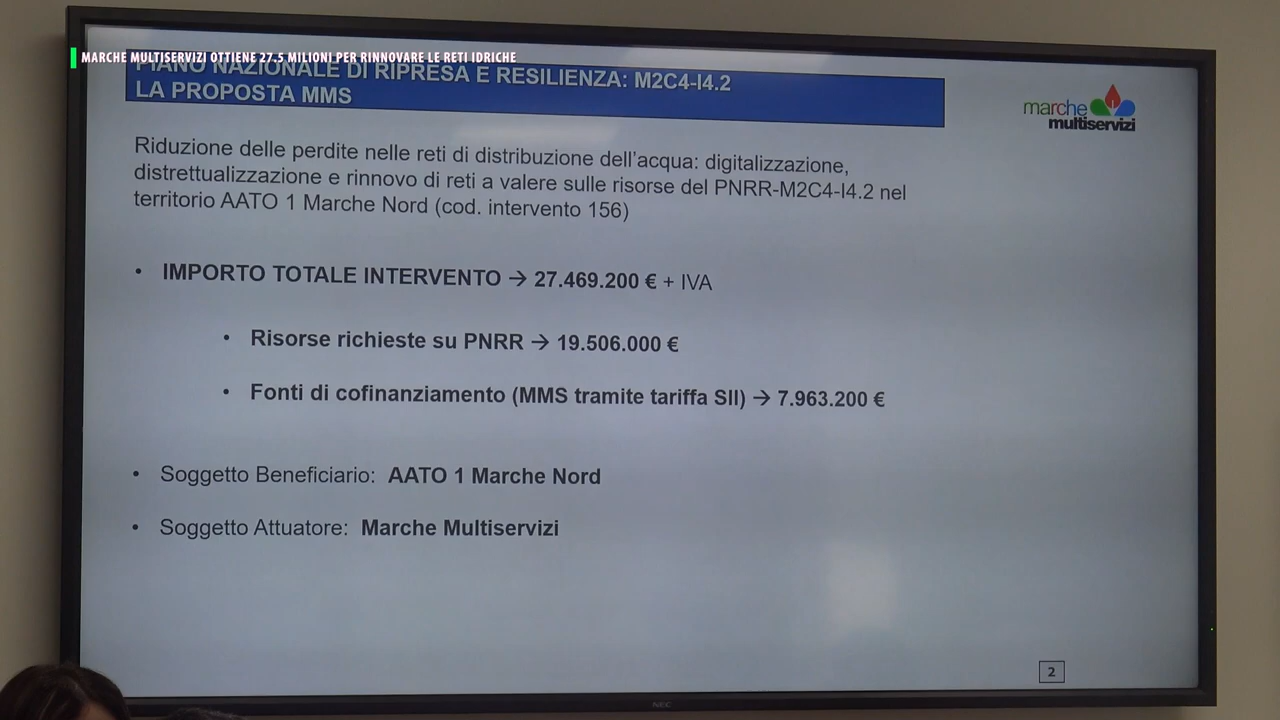 MARCHE MULTISERVIZI OTTIENE 27.5 MILIONI PER RINNOVARE LE RETI IDRICHE
PIANO NAZIONALE DI RIPRESA E RESILIENZA: M2C4-I4.2
LA PROPOSTA MMS
marche
multiservizi
Riduzione delle perdite nelle reti di distribuzione dell'acqua: digitalizzazione,
distrettualizzazione e rinnovo di reti a valere sulle risorse del PNRR-M2C4-I4.2 nel
territorio AATO 1 Marche Nord (cod. intervento 156)
• IMPORTO TOTALE INTERVENTO → 27.469.200 € + IVA
• Risorse richieste su PNRR → 19.506.000 €
• Fonti di cofinanziamento (MMS tramite tariffa SII) → 7.963.200 €
• Soggetto Beneficiario: AATO 1 Marche Nord
• Soggetto Attuatore: Marche Multiservizi
2
NEC